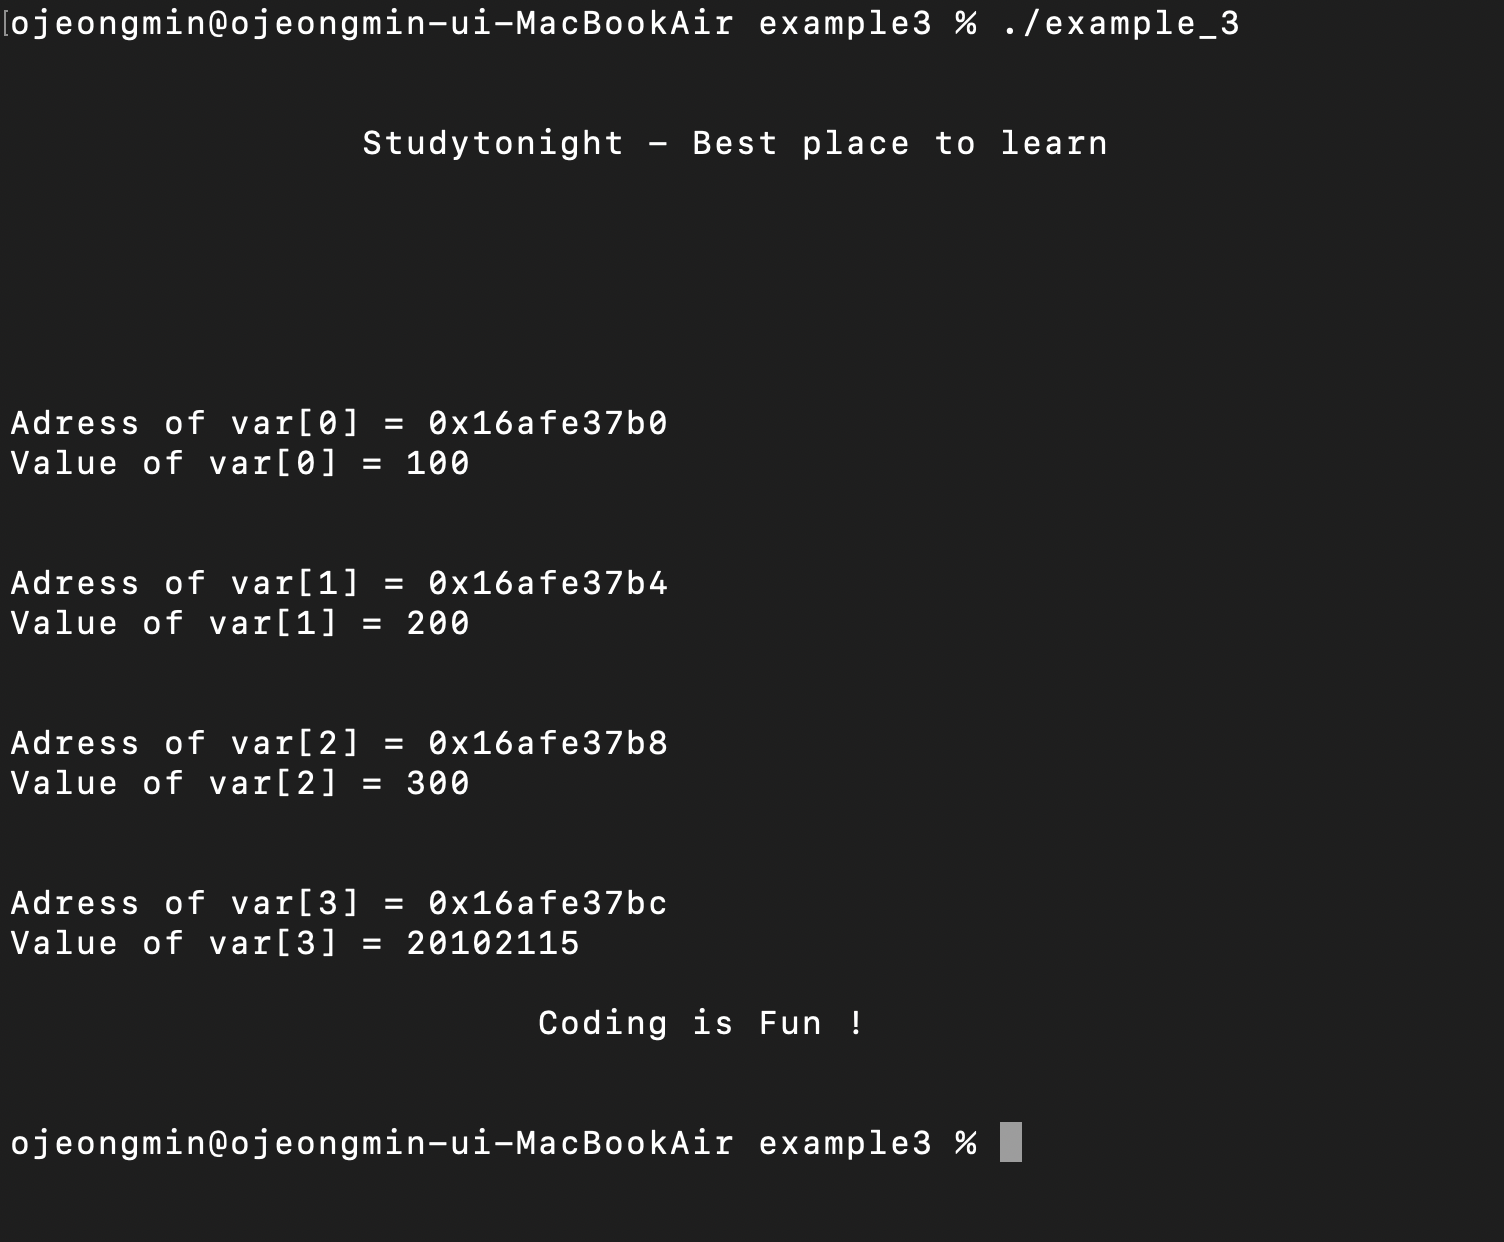 [ojeongmin@ojeongmin-ui-MacBookAir example3 % ./example_3
Studytonight - Best place to learn
Adress of var[0] = 0x16afe37b0
Value of var[0] = 100
Adress of var[1] = 0x16afe37b4
Value of var[1] = 200
Adress of var[2] = 0x16afe37b8
Value of var[2] = 300
Adress of var[3] = 0x16afe37bc
Value of var[3] = 20102115
Coding is Fun !
ojeongmin@ojeongmin-ui-MacBookAir example3 %